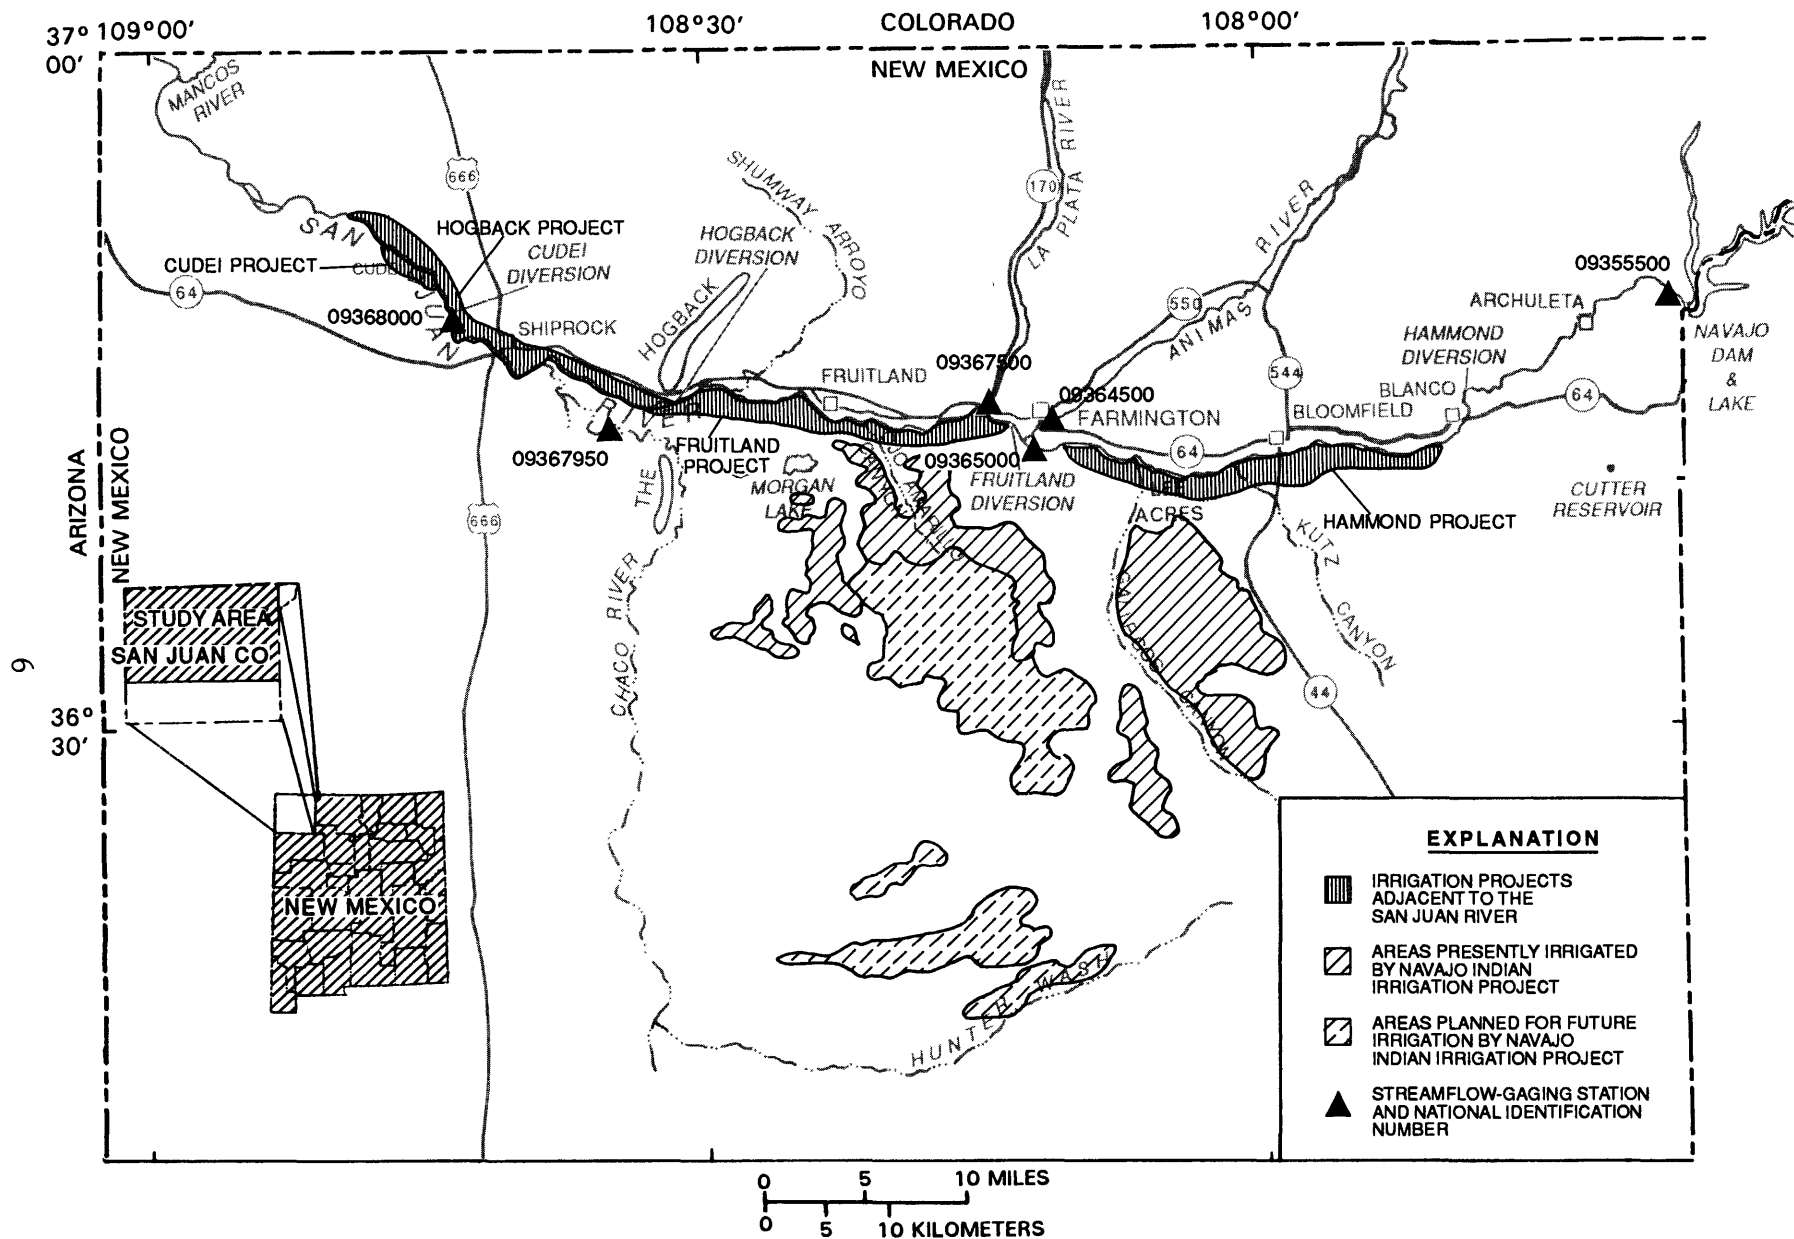 37° 109°00'
00'
108°30'
COLORADO
108°00'
NEW MEXICO
MANCOS
RIVER
666
SHUMWAY ARROYO
170
LA PLATA RIVER
ANIMAS RIVER
SAN JUAN RIVER
HOGBACK PROJECT
CUDEI
DIVERSION
HOGBACK
DIVERSION
CUDEI PROJECT
64
09368000
SHIPROCK
THE HOGBACK
550
09355500
ARCHULETA
HAMMOND
DIVERSION
NAVAJO
DAM
&
LAKE
09367500
FRUITLAND
09364500
FARMINGTON
544
BLANCO
BLOOMFIELD
64
64
09367950
FRUITLAND
PROJECT
MORGAN
LAKE
09365000
FRUITLAND
DIVERSION
LEE
ACRES
HAMMOND PROJECT
CUTTER
RESERVOIR
KUTZ CANYON
ARIZONA
NEW MEXICO
666
CHACO RIVER
GALLEGOS CANYON
44
STUDY AREA
SAN JUAN CO
36°
30'
NEW MEXICO
HUNTER WASH
6
EXPLANATION
IRRIGATION PROJECTS
ADJACENT TO THE
SAN JUAN RIVER
AREAS PRESENTLY IRRIGATED
BY NAVAJO INDIAN
IRRIGATION PROJECT
AREAS PLANNED FOR FUTURE
IRRIGATION BY NAVAJO
INDIAN IRRIGATION PROJECT
STREAMFLOW-GAGING STATION
AND NATIONAL IDENTIFICATION
NUMBER
0 5 10 MILES
0 5 10 KILOMETERS